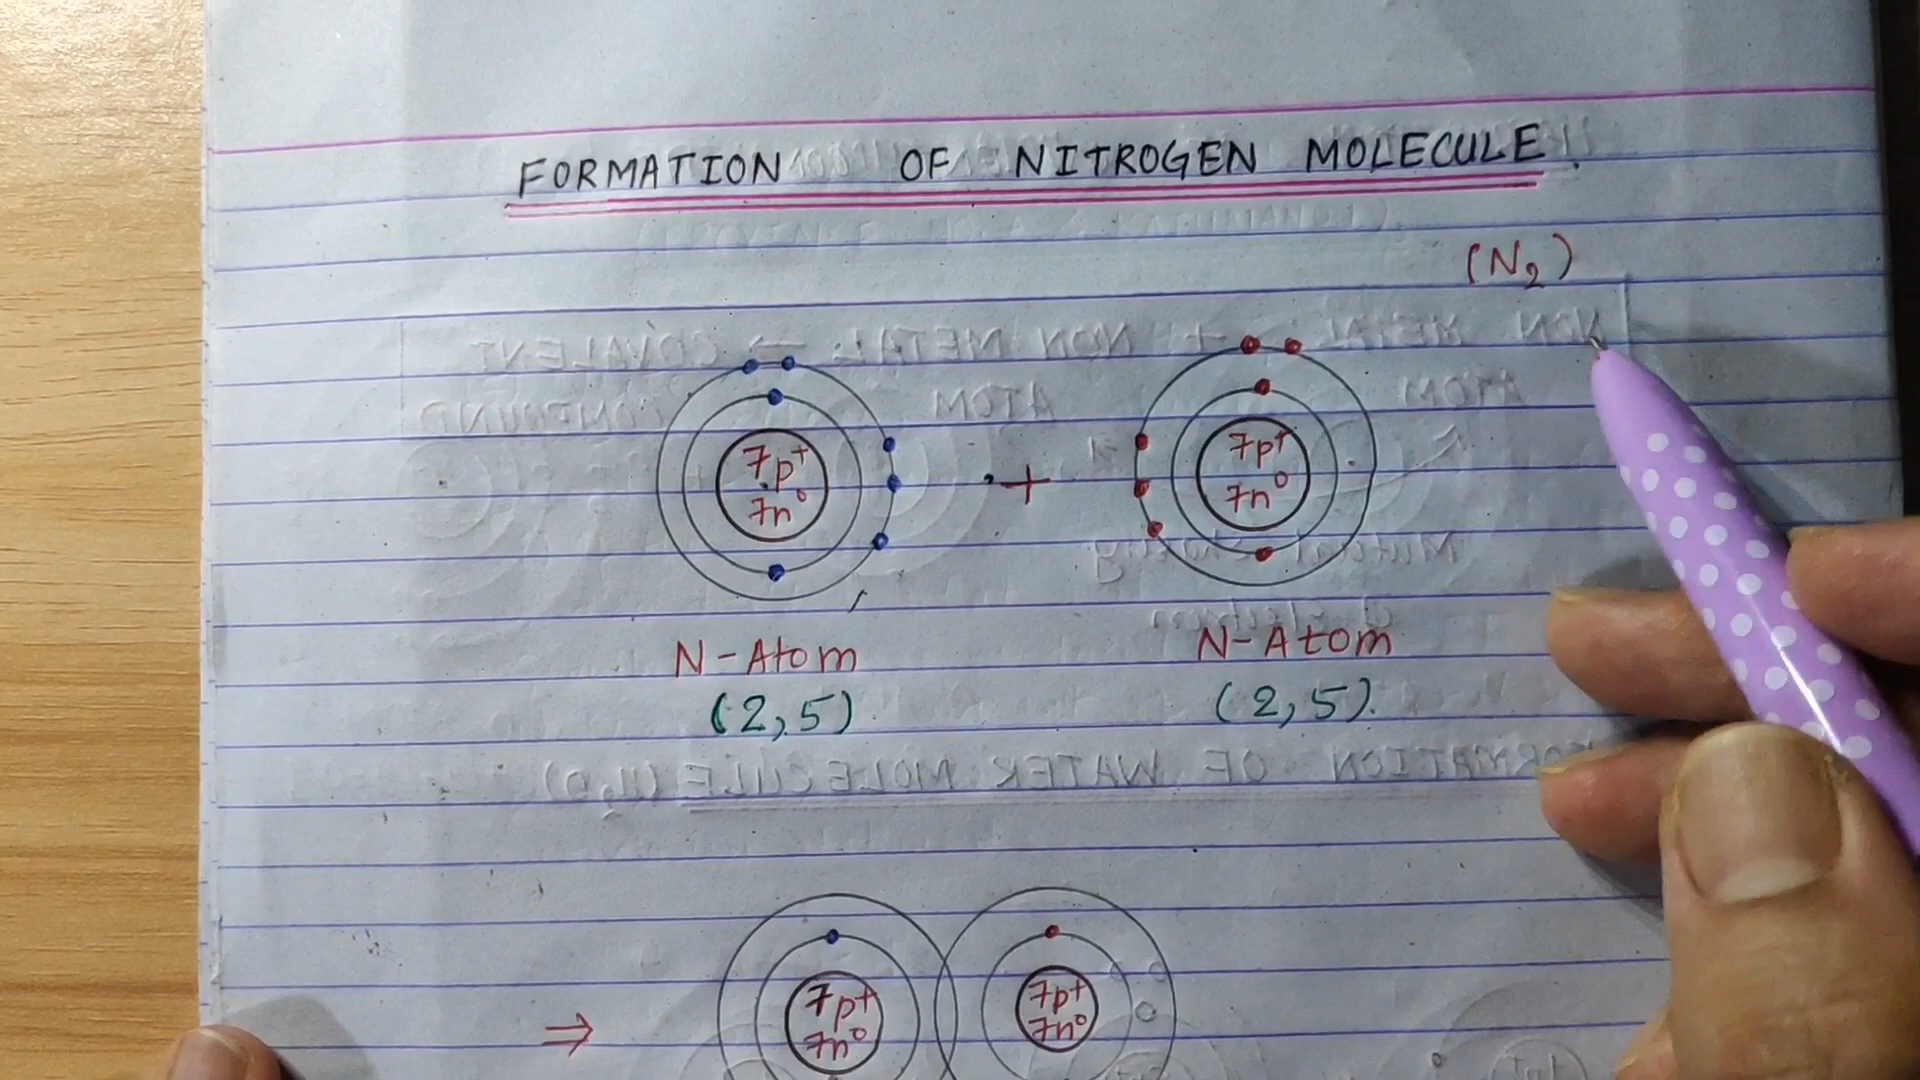 FORMATION OF NITROGEN MOLECULE.
(N2)
7p+ + 7p+
7n0 7n0
N-Atom N-Atom
(2,5) (2,5).
⇒ 7p+ 7p+
7n0 7n0